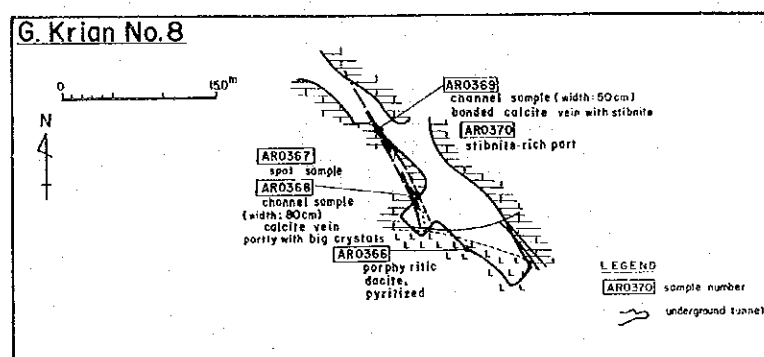 G. Krian No.8
0 15.0m
N
AR0369
channel sample (width: 50cm)
banded calcite vein with stibnite
AR0370
stibnite-rich part
AR0367
spot sample
AR0368
channel sample
(width: 80cm)
calcite vein
partly with big crystals
AR0366
porphyritic
dacite,
pyritized
LEGEND
AR0370 sample number
underground tunnel